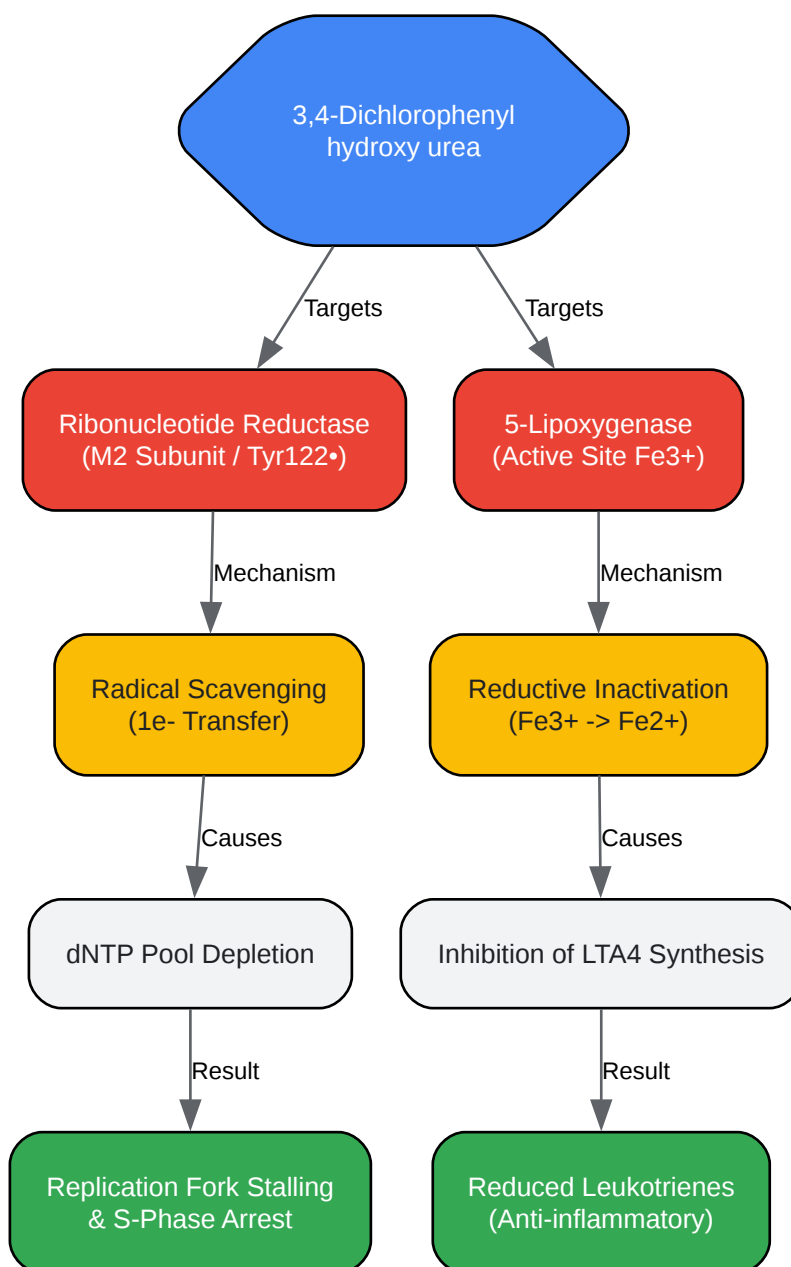 3,4-Dichlorophenyl
hydroxy urea
Targets
Targets
Ribonucleotide Reductase
(M2 Subunit / Tyr122•)
5-Lipoxygenase
(Active Site Fe3+)
Mechanism
Mechanism
Radical Scavenging
(1e- Transfer)
Reductive Inactivation
(Fe3+ -> Fe2+)
Causes
Causes
dNTP Pool Depletion
Inhibition of LTA4 Synthesis
Result
Result
Replication Fork Stalling
& S-Phase Arrest
Reduced Leukotrienes
(Anti-inflammatory)